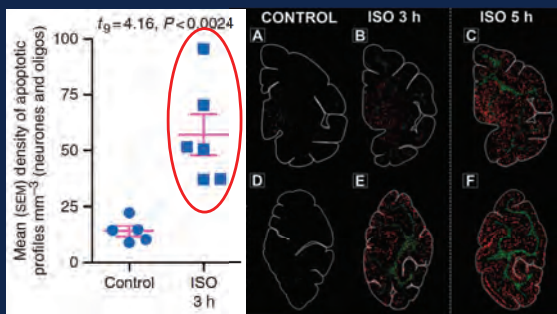 t₉=4.16, P<0.0024
Mean (SEM) density of apoptotic
profiles mm⁻³ (neurones and oligos)
100
75
50
25
0
Control
ISO
3 h
CONTROL
ISO 3 h
ISO 5 h
A
B
C
D
E
F